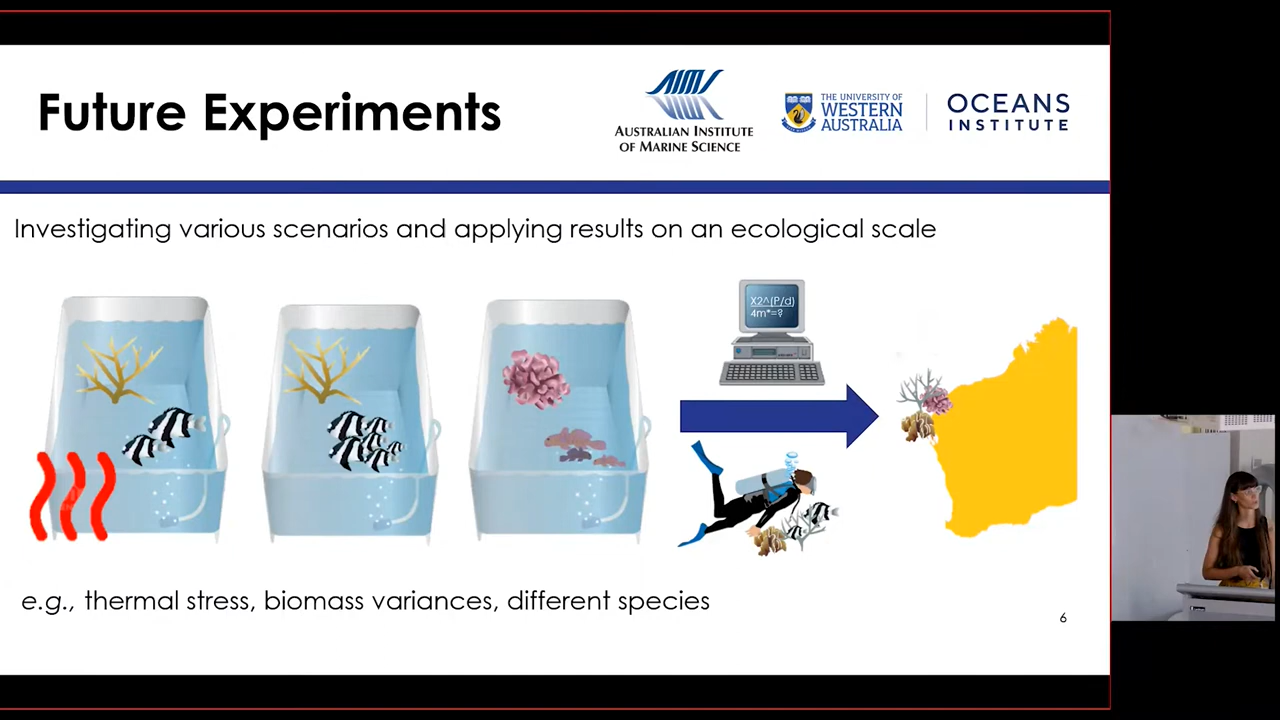 Future Experiments
AIMS
AUSTRALIAN INSTITUTE
OF MARINE SCIENCE
THE UNIVERSITY OF
WESTERN
AUSTRALIA
OCEANS
INSTITUTE
Investigating various scenarios and applying results on an ecological scale
X2^(P/d)
4m*=?
e.g., thermal stress, biomass variances, different species
6